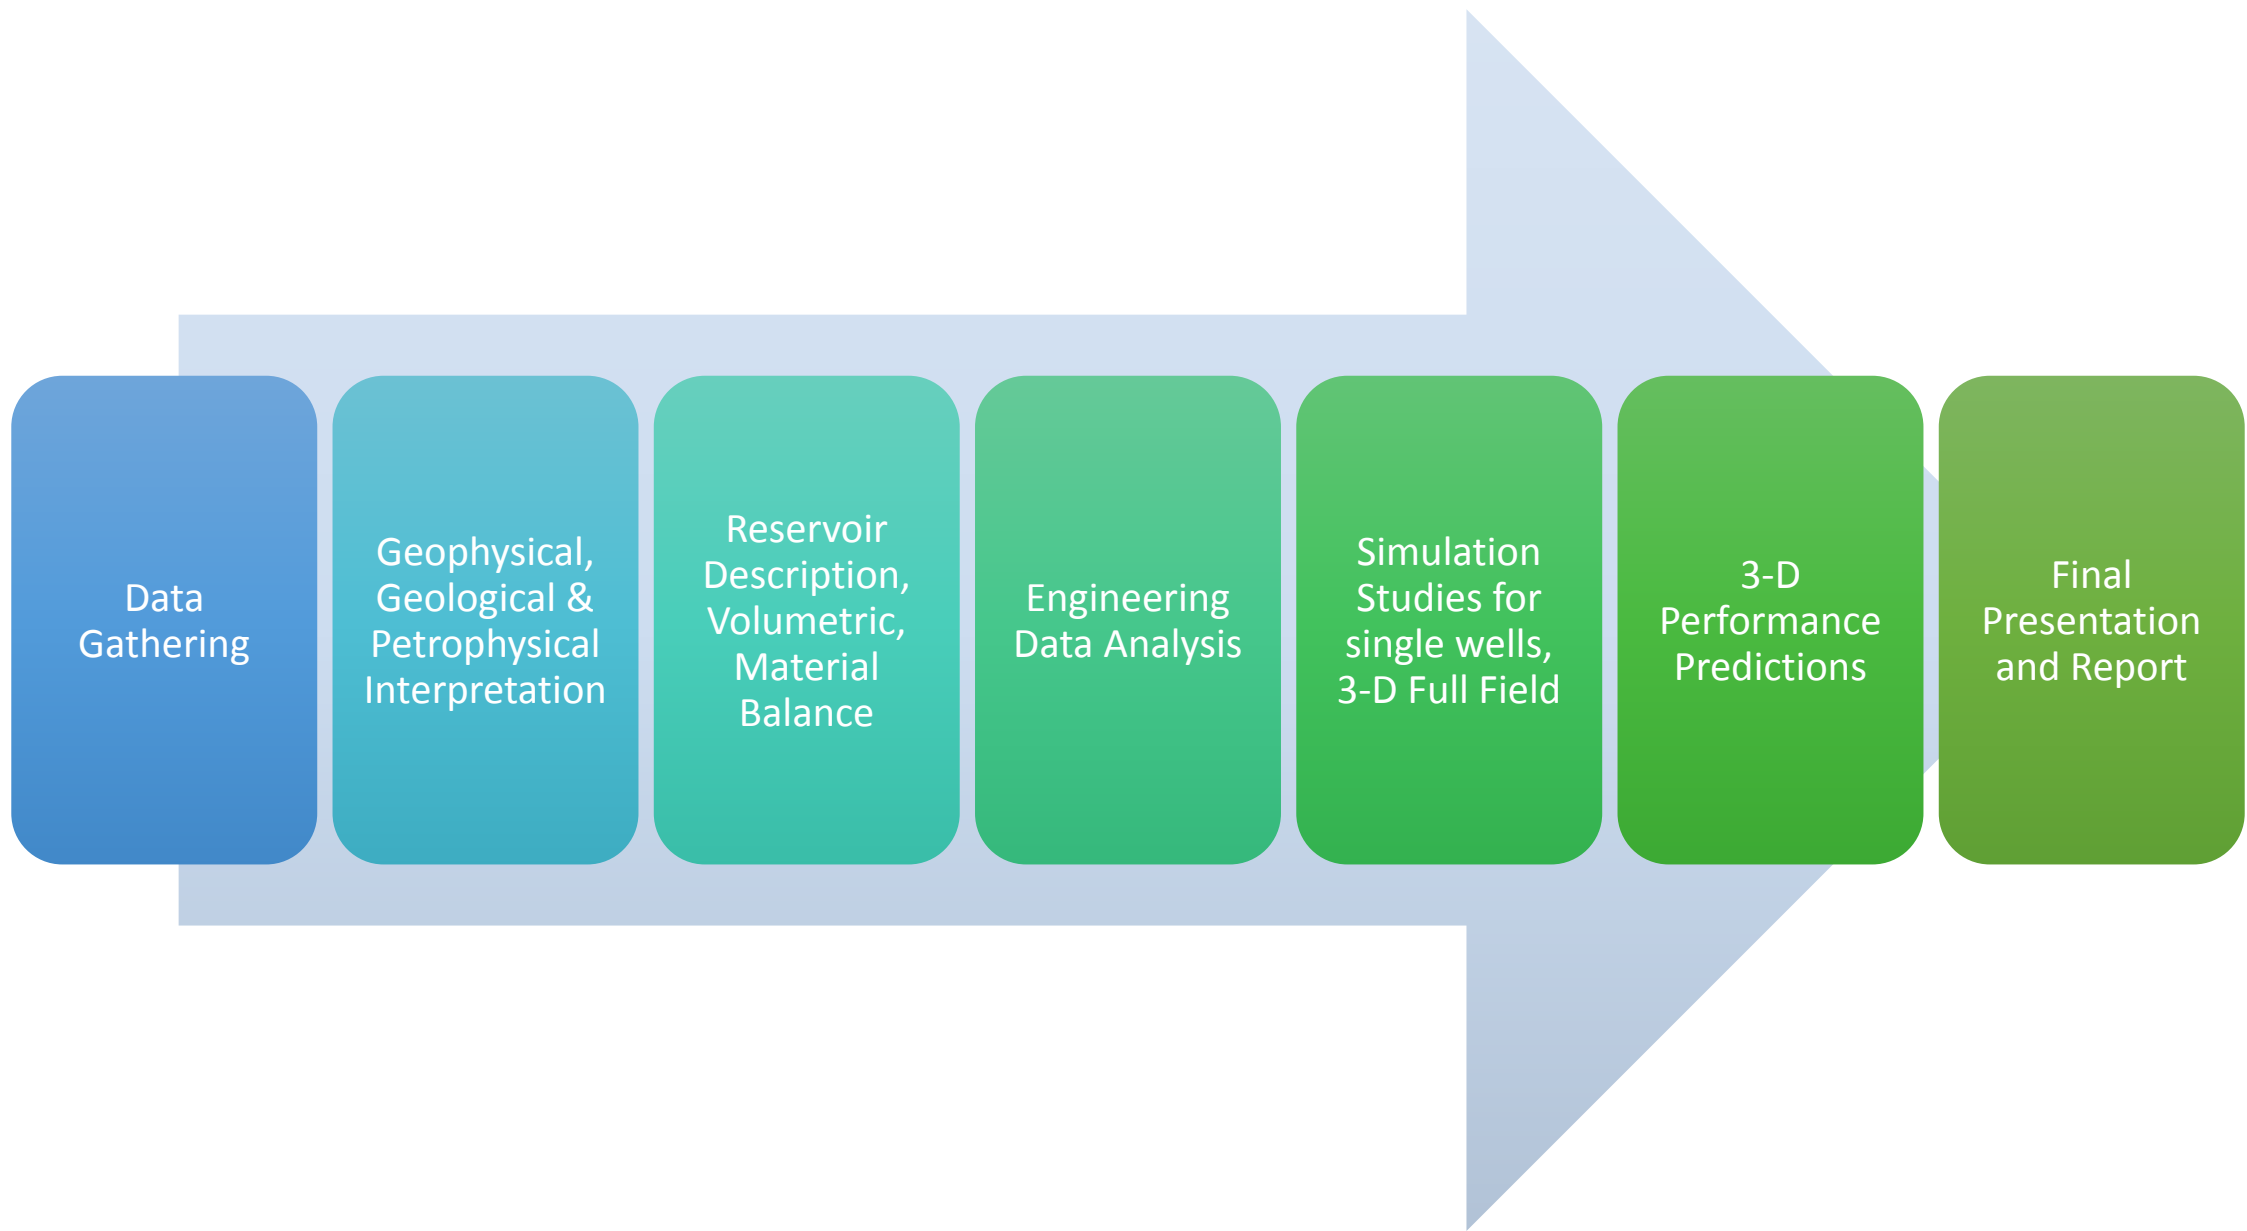 Data
Gathering
Geophysical,
Geological &
Petrophysical
Interpretation
Reservoir
Description,
Volumetric,
Material
Balance
Engineering
Data Analysis
Simulation
Studies for
single wells,
3-D Full Field
3-D
Performance
Predictions
Final
Presentation
and Report